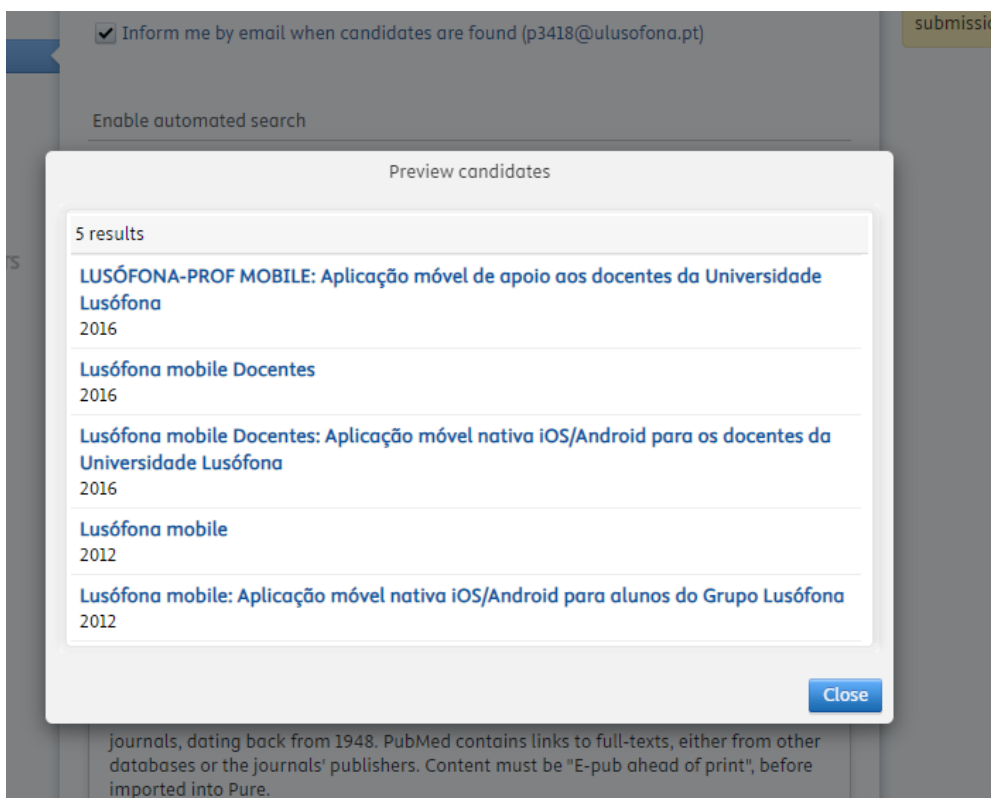 Inform me by email when candidates are found (p3418@ulusofona.pt)
submissio
Enable automated search
Preview candidates
5 results
rs
LUSÓFONA-PROF MOBILE: Aplicação móvel de apoio aos docentes da Universidade
Lusófona
2016
Lusófona mobile Docentes
2016
Lusófona mobile Docentes: Aplicação móvel nativa iOS/Android para os docentes da
Universidade Lusófona
2016
Lusófona mobile
2012
Lusófona mobile: Aplicação móvel nativa iOS/Android para alunos do Grupo Lusófona
2012
Close
journals, dating back from 1948. PubMed contains links to full-texts, either from other
databases or the journals' publishers. Content must be "E-pub ahead of print", before
imported into Pure.